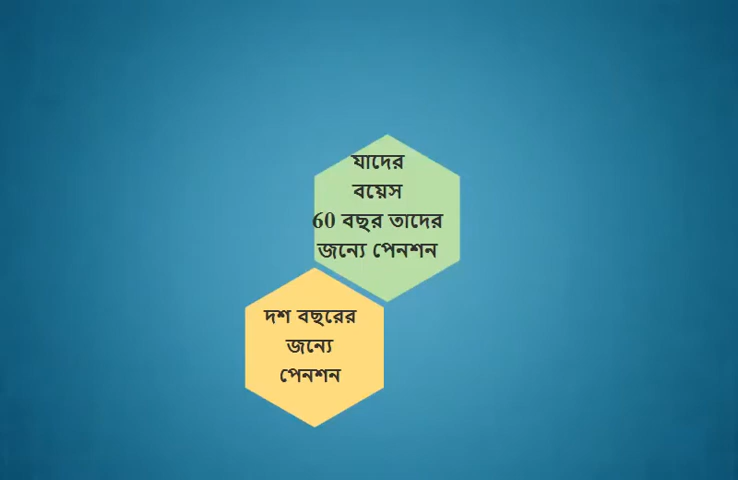 যাদের
বয়েস
60 বছর তাদের
জন্যে পেনশন
দশ বছরের
জন্যে
পেনশন